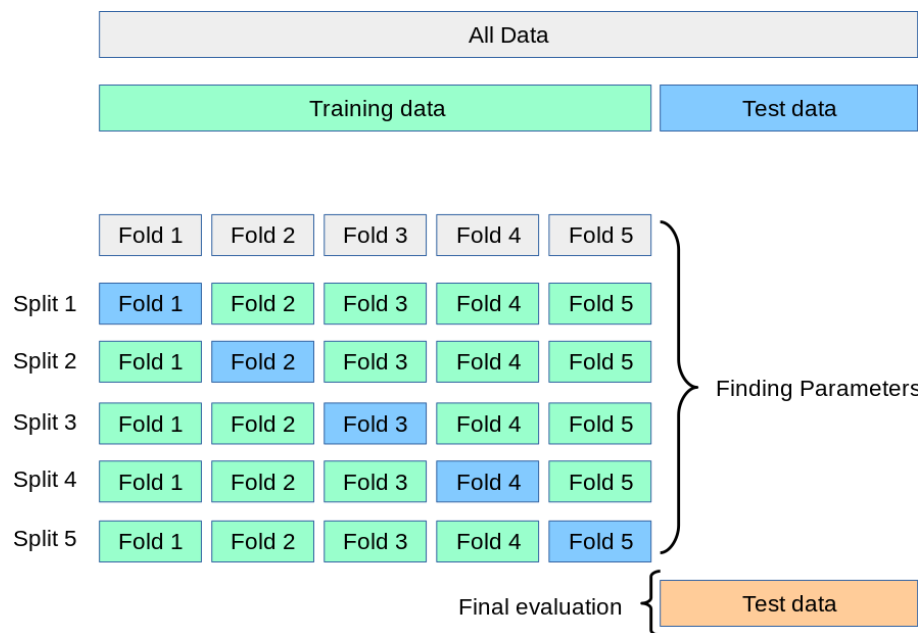 All Data
Training data Test data
Fold 1 Fold 2 Fold 3 Fold 4 Fold 5
Split 1 Fold 1 Fold 2 Fold 3 Fold 4 Fold 5
Split 2 Fold 1 Fold 2 Fold 3 Fold 4 Fold 5
Split 3 Fold 1 Fold 2 Fold 3 Fold 4 Fold 5
Split 4 Fold 1 Fold 2 Fold 3 Fold 4 Fold 5
Split 5 Fold 1 Fold 2 Fold 3 Fold 4 Fold 5
Finding Parameters
Final evaluation Test data